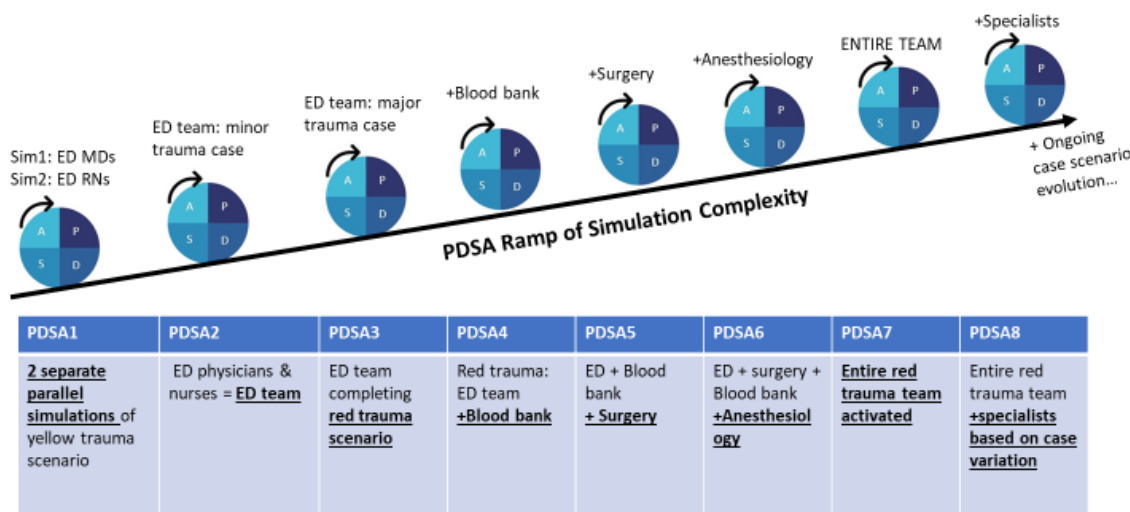 +Specialists
ENTIRE TEAM
+Anesthesiology
+Surgery
+Blood bank
ED team: major
trauma case
ED team: minor
trauma case
Sim1: ED MDs
Sim2: ED RNs
A P
S D
A P
S D
A P
S D
A P
S D
A P
S D
A P
S D
A P
S D
A P
S D
+ Ongoing
case scenario
evolution...
PDSA Ramp of Simulation Complexity
PDSA1 PDSA2 PDSA3 PDSA4 PDSA5 PDSA6 PDSA7 PDSA8
2 separate
parallel
simulations of
yellow trauma
scenario
ED physicians &
nurses = ED team
ED team
completing
red trauma
scenario
Red trauma:
ED team
+Blood bank
ED + Blood
bank
+ Surgery
ED + surgery +
Blood bank
+Anesthesiol
ogy
Entire red
trauma team
activated
Entire red
trauma team
+specialists
based on case
variation